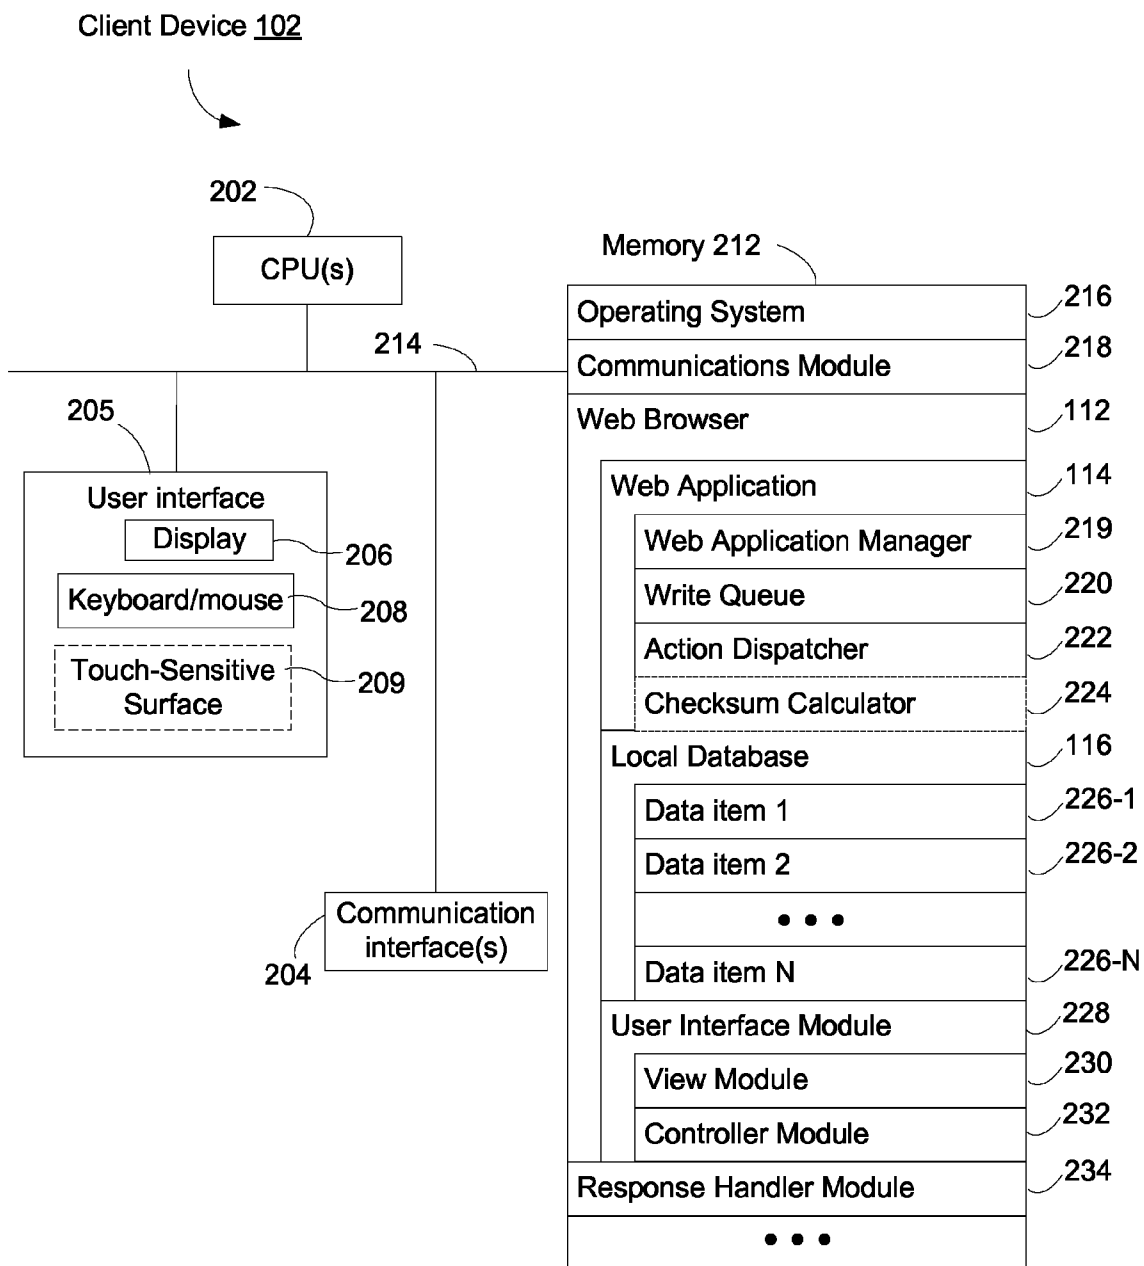 Client Device 102
202
CPU(s)
Memory 212
Operating System
216
214
Communications Module
218
205
Web Browser
112
User interface
Web Application
114
Display
206
Web Application Manager
219
Keyboard/mouse
208
Write Queue
220
Touch-Sensitive
Surface
209
Action Dispatcher
222
Checksum Calculator
224
Local Database
116
Data item 1
226-1
Data item 2
226-2
• • •
Communication
interface(s)
204
Data item N
226-N
User Interface Module
228
View Module
230
Controller Module
232
Response Handler Module
234
• • •